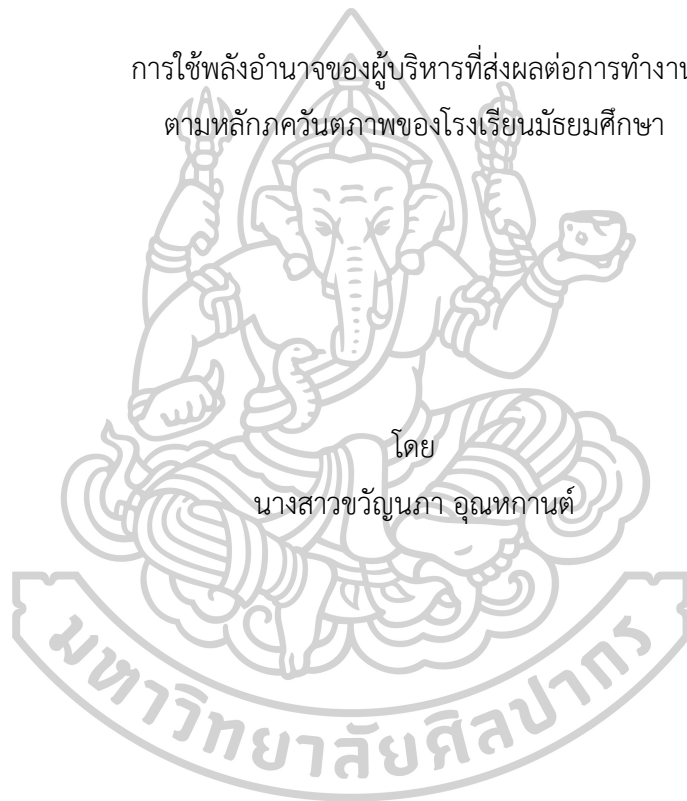 การใช้พลังอำนาจของผู้บริหารที่ส่งผลต่อการทำงาน
ตามหลักภควันตภาพของโรงเรียนมัธยมศึกษา
โดย
นางสาวขวัญนภา อุณหกานต์
มหาวิทยาลัยศิลปากร